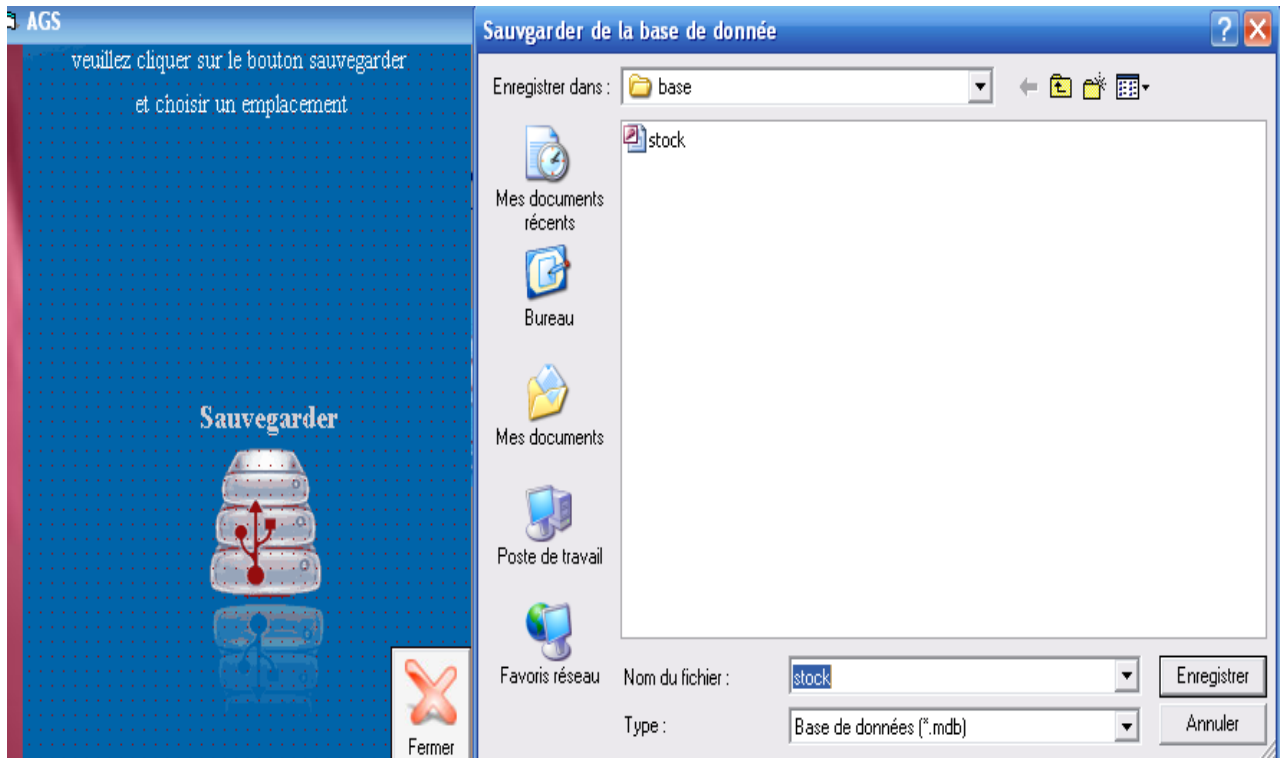 AGS
veuillez cliquer sur le bouton sauvegarder
et choisir un emplacement
Sauvegarder
Fermer
Sauvgarder de la base de donnée
Enregistrer dans :
base
stock
Mes documents
récents
Bureau
Mes documents
Poste de travail
Favoris réseau
Nom du fichier :
stock
Enregistrer
Type :
Base de données (*.mdb)
Annuler